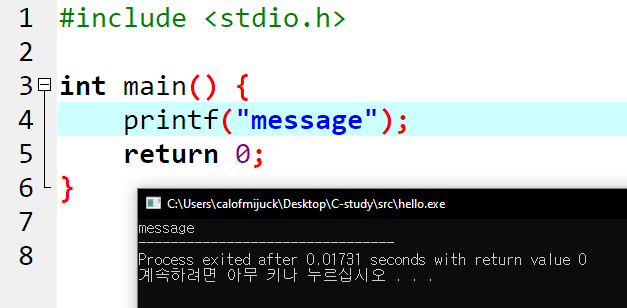 1 #include <stdio.h>
2
3 int main() {
4     printf("message");
5     return 0;
6 }
7
8
C:\Users\calofmijuck\Desktop\C-study\src\hello.exe
message
--------------------------------
Process exited after 0.01731 seconds with return value 0
계속하려면 아무 키나 누르십시오 . . .